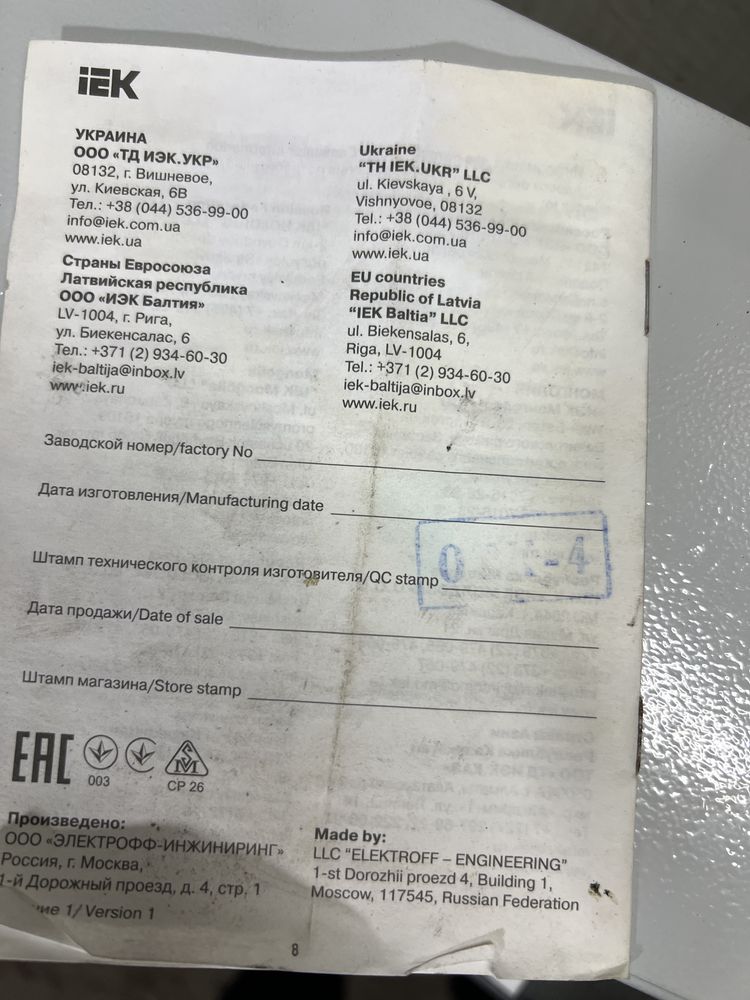 iEK
УКРАИНА
ООО «ТД ИЭК.УКР»
08132, г. Вишневое,
ул. Киевская, 6В
Тел.: +38 (044) 536-99-00
info@iek.com.ua
www.iek.ua
Страны Евросоюза
Латвийская республика
ООО «ИЭК Балтия»
LV-1004, г. Рига,
ул. Биекенсалас, 6
Тел.: +371 (2) 934-60-30
iek-baltija@inbox.lv
www.iek.ru
Ukraine
“TH IEK.UKR” LLC
ul. Kievskaya , 6 V,
Vishnyovoe, 08132
Tel.: +38 (044) 536-99-00
info@iek.com.ua
www.iek.ua
EU countries
Republic of Latvia
“IEK Baltia” LLC
ul. Biekensalas, 6,
Riga, LV-1004
Tel.: +371 (2) 934-60-30
iek-baltija@inbox.lv
www.iek.ru
Заводской номер/factory No
Дата изготовления/Manufacturing date
Штамп технического контроля изготовителя/QC stamp
Дата продажи/Date of sale
Штамп магазина/Store stamp
EAC
003
СР 26
Произведено:
ООО «ЭЛЕКТРОФФ-ИНЖИНИРИНГ»
Россия, г. Москва,
1-й Дорожный проезд, д. 4, стр. 1
1/ Version 1
Made by:
LLC “ELEKTROFF – ENGINEERING”
1-st Dorozhii proezd 4, Building 1,
Moscow, 117545, Russian Federation
8